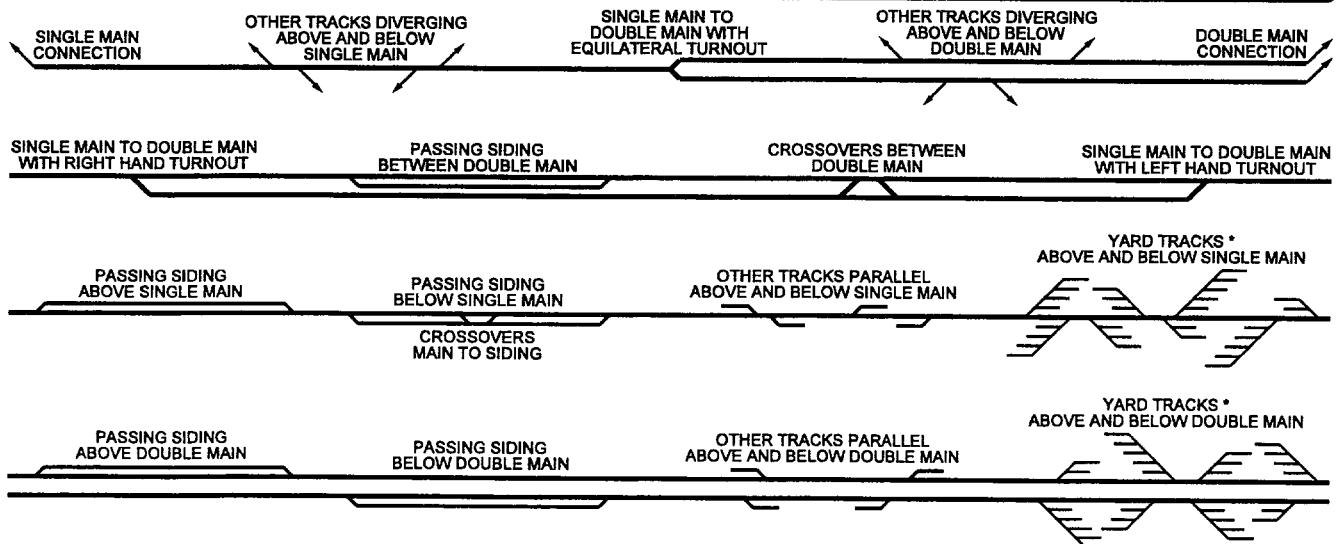 SINGLE MAIN
CONNECTION
OTHER TRACKS DIVERGING
ABOVE AND BELOW
SINGLE MAIN
SINGLE MAIN TO
DOUBLE MAIN WITH
EQUILATERAL TURNOUT
OTHER TRACKS DIVERGING
ABOVE AND BELOW
DOUBLE MAIN
DOUBLE MAIN
CONNECTION
SINGLE MAIN TO DOUBLE MAIN
WITH RIGHT HAND TURNOUT
PASSING SIDING
BETWEEN DOUBLE MAIN
CROSSOVERS BETWEEN
DOUBLE MAIN
SINGLE MAIN TO DOUBLE MAIN
WITH LEFT HAND TURNOUT
PASSING SIDING
ABOVE SINGLE MAIN
PASSING SIDING
BELOW SINGLE MAIN
CROSSOVERS
MAIN TO SIDING
OTHER TRACKS PARALLEL
ABOVE AND BELOW SINGLE MAIN
YARD TRACKS *
ABOVE AND BELOW SINGLE MAIN
PASSING SIDING
ABOVE DOUBLE MAIN
PASSING SIDING
BELOW DOUBLE MAIN
OTHER TRACKS PARALLEL
ABOVE AND BELOW DOUBLE MAIN
YARD TRACKS *
ABOVE AND BELOW DOUBLE MAIN